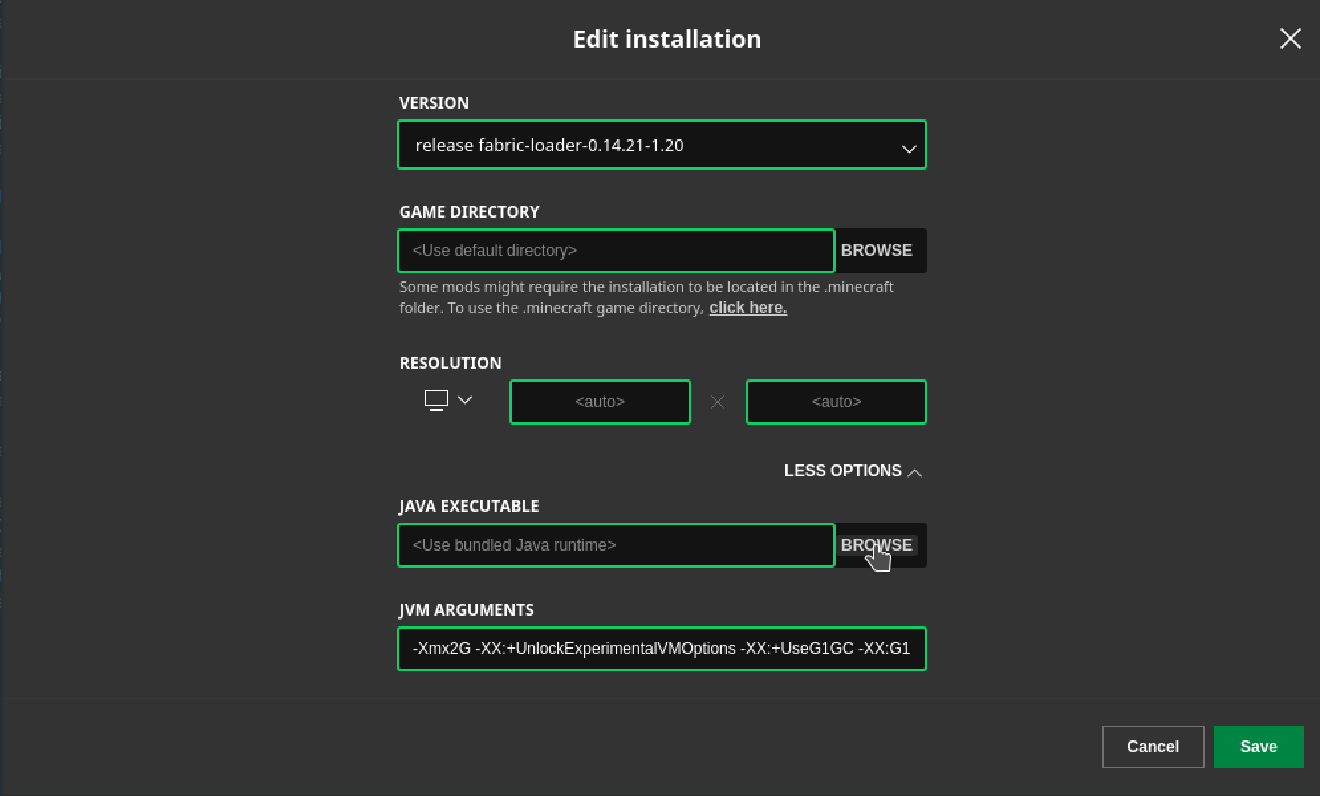 Edit installation
VERSION
release fabric-loader-0.14.21-1.20
GAME DIRECTORY
<Use default directory>
BROWSE
Some mods might require the installation to be located in the .minecraft
folder. To use the .minecraft game directory, click here.
RESOLUTION
<auto>
<auto>
LESS OPTIONS
JAVA EXECUTABLE
<Use bundled Java runtime>
BROWSE
JVM ARGUMENTS
-Xmx2G -XX:+UnlockExperimentalVMOptions -XX:+UseG1GC -XX:G1
Cancel
Save